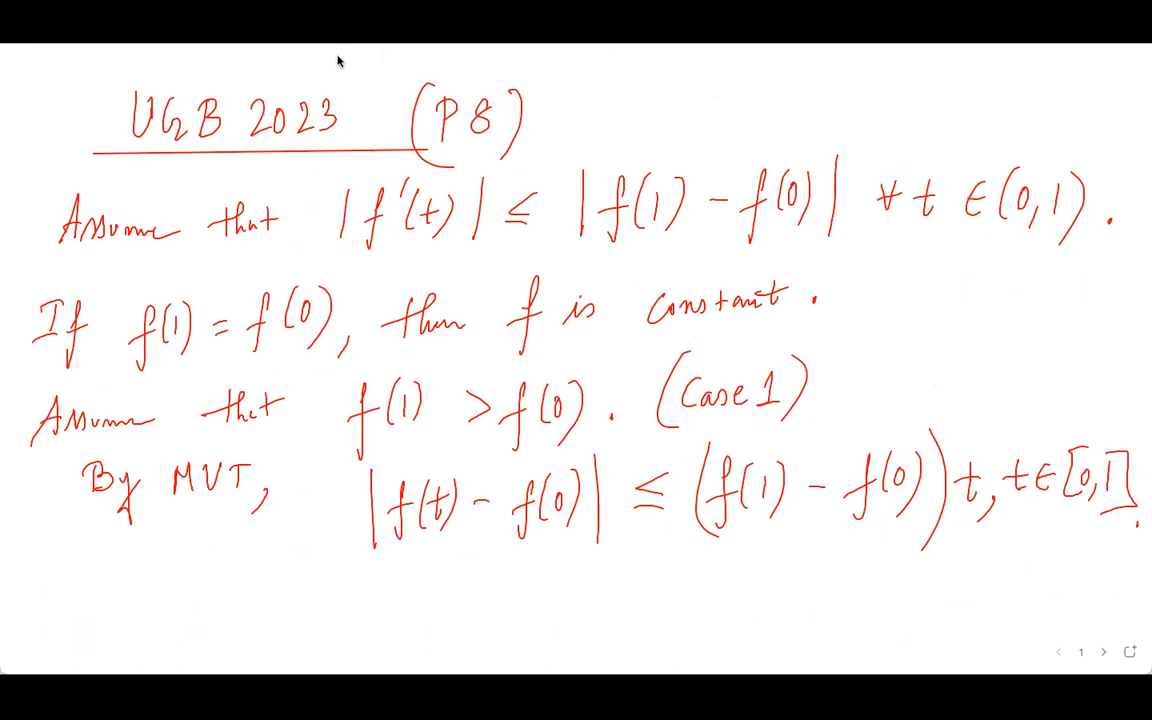 UGB 2023 (P8)
Assume that |f'(t)| ≤ |f(1) - f(0)| ∀ t ∈ (0,1).
If f(1) = f(0), then f is constant.
Assume that f(1) > f(0). (Case 1)
By MVT, |f(t) - f(0)| ≤ (f(1) - f(0)) t, t ∈ [0,1].
1